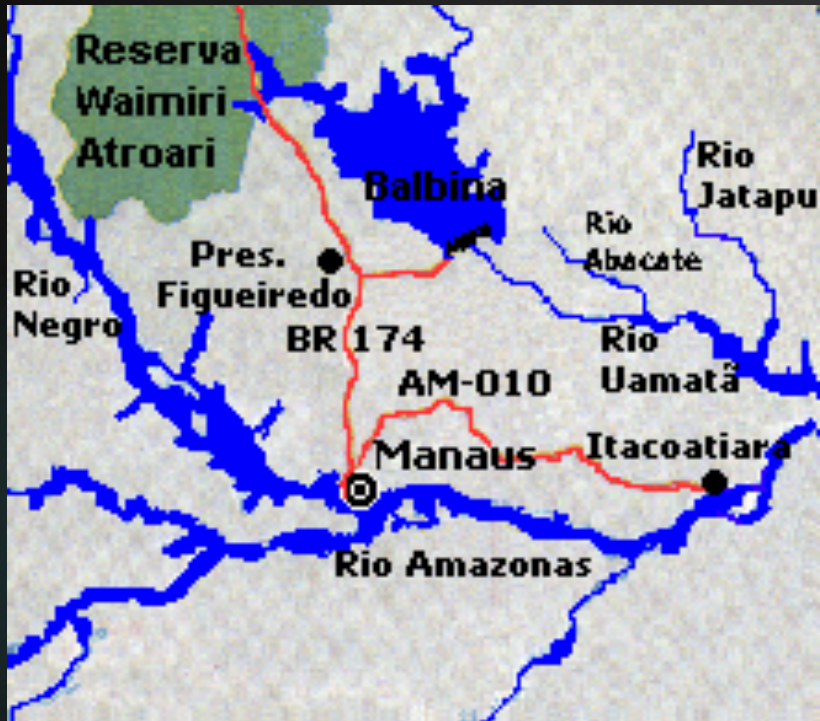 Reserva
Waimiri
Atroari
Balbina
Rio
Jatapu
Rio
Abacate
Pres.
Figueiredo
Rio
Negro
BR 174
Rio
Uamatã
AM-010
Manaus
Itacoatiara
Rio Amazonas